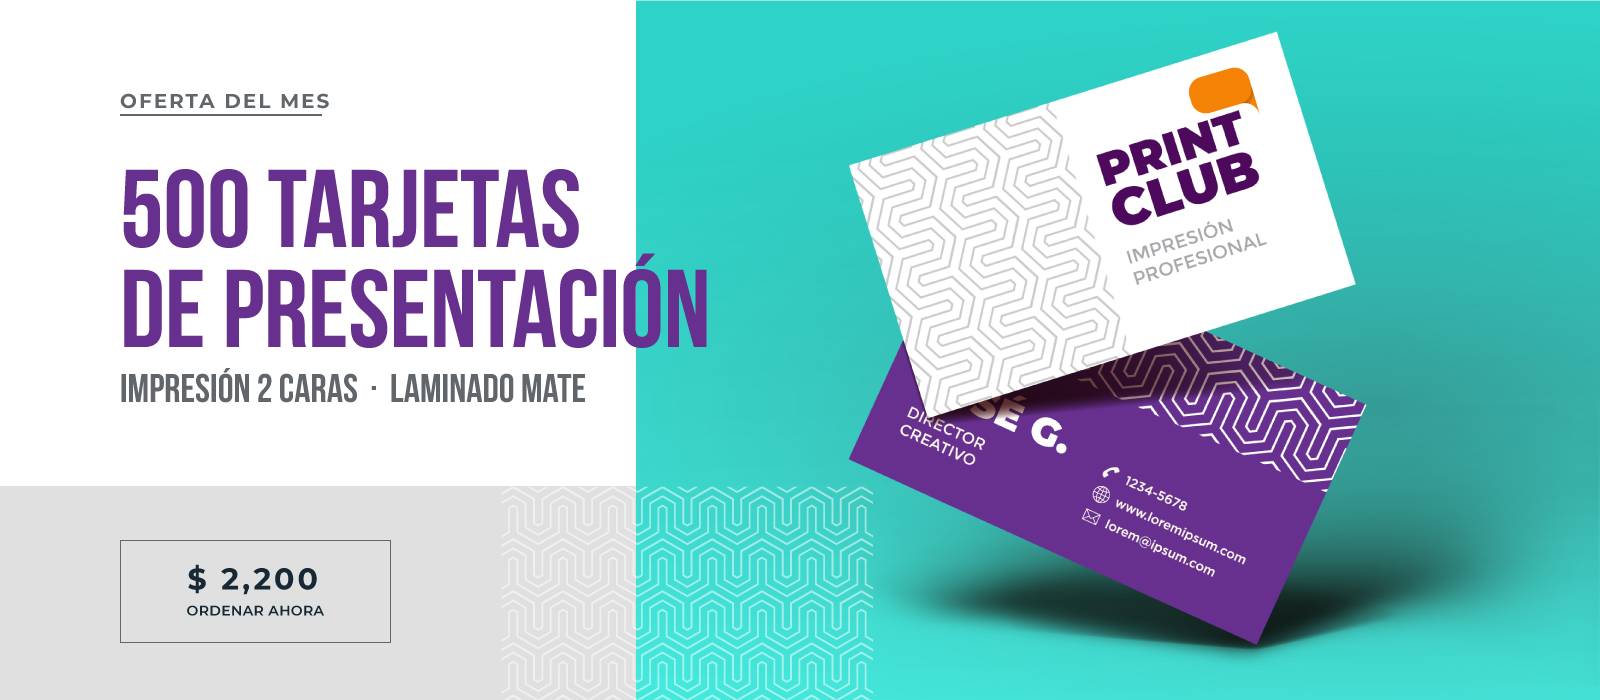 OFERTA DEL MES
500 TARJETAS
DE PRESENTACIÓN
IMPRESIÓN 2 CARAS · LAMINADO MATE
$ 2,200
ORDENAR AHORA
PRINT
CLUB
IMPRESIÓN
PROFESIONAL
G.
DIRECTOR
CREATIVO
1234-5678
www.loremipsum.com
lorem@ipsum.com